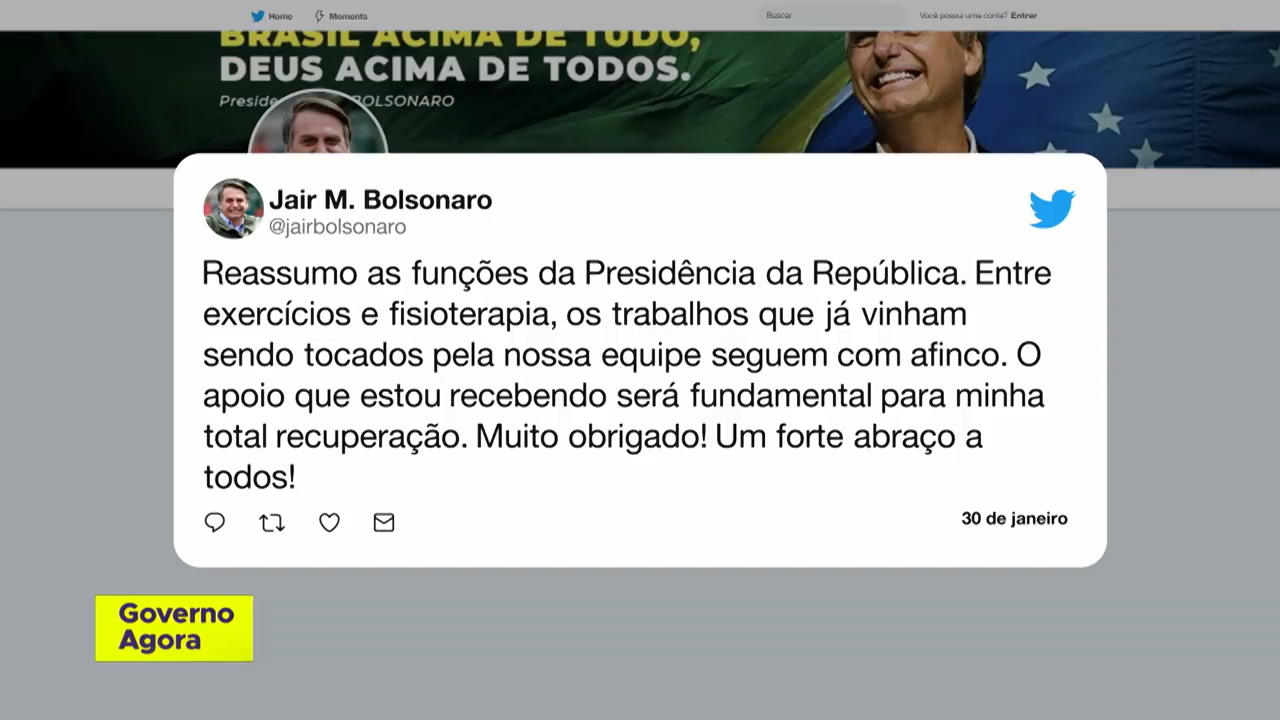 Home
Moments
Buscar
Você possui uma conta? Entrar
BRASIL ACIMA DE TUDO,
DEUS ACIMA DE TODOS.
Preside BOLSONARO
Jair M. Bolsonaro
@jairbolsonaro
Reassumo as funções da Presidência da República. Entre
exercícios e fisioterapia, os trabalhos que já vinham
sendo tocados pela nossa equipe seguem com afinco. O
apoio que estou recebendo será fundamental para minha
total recuperação. Muito obrigado! Um forte abraço a
todos!
30 de janeiro
Governo
Agora